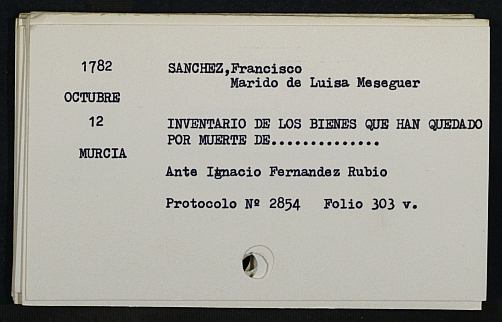 1782 SANCHEZ,Francisco
Marido de Luisa Meseguer
OCTUBRE
12 INVENTARIO DE LOS BIENES QUE HAN QUEDADO
POR MUERTE DE..............
MURCIA
Ante Ignacio Fernandez Rubio
Protocolo Nº 2854 Folio 303 v.